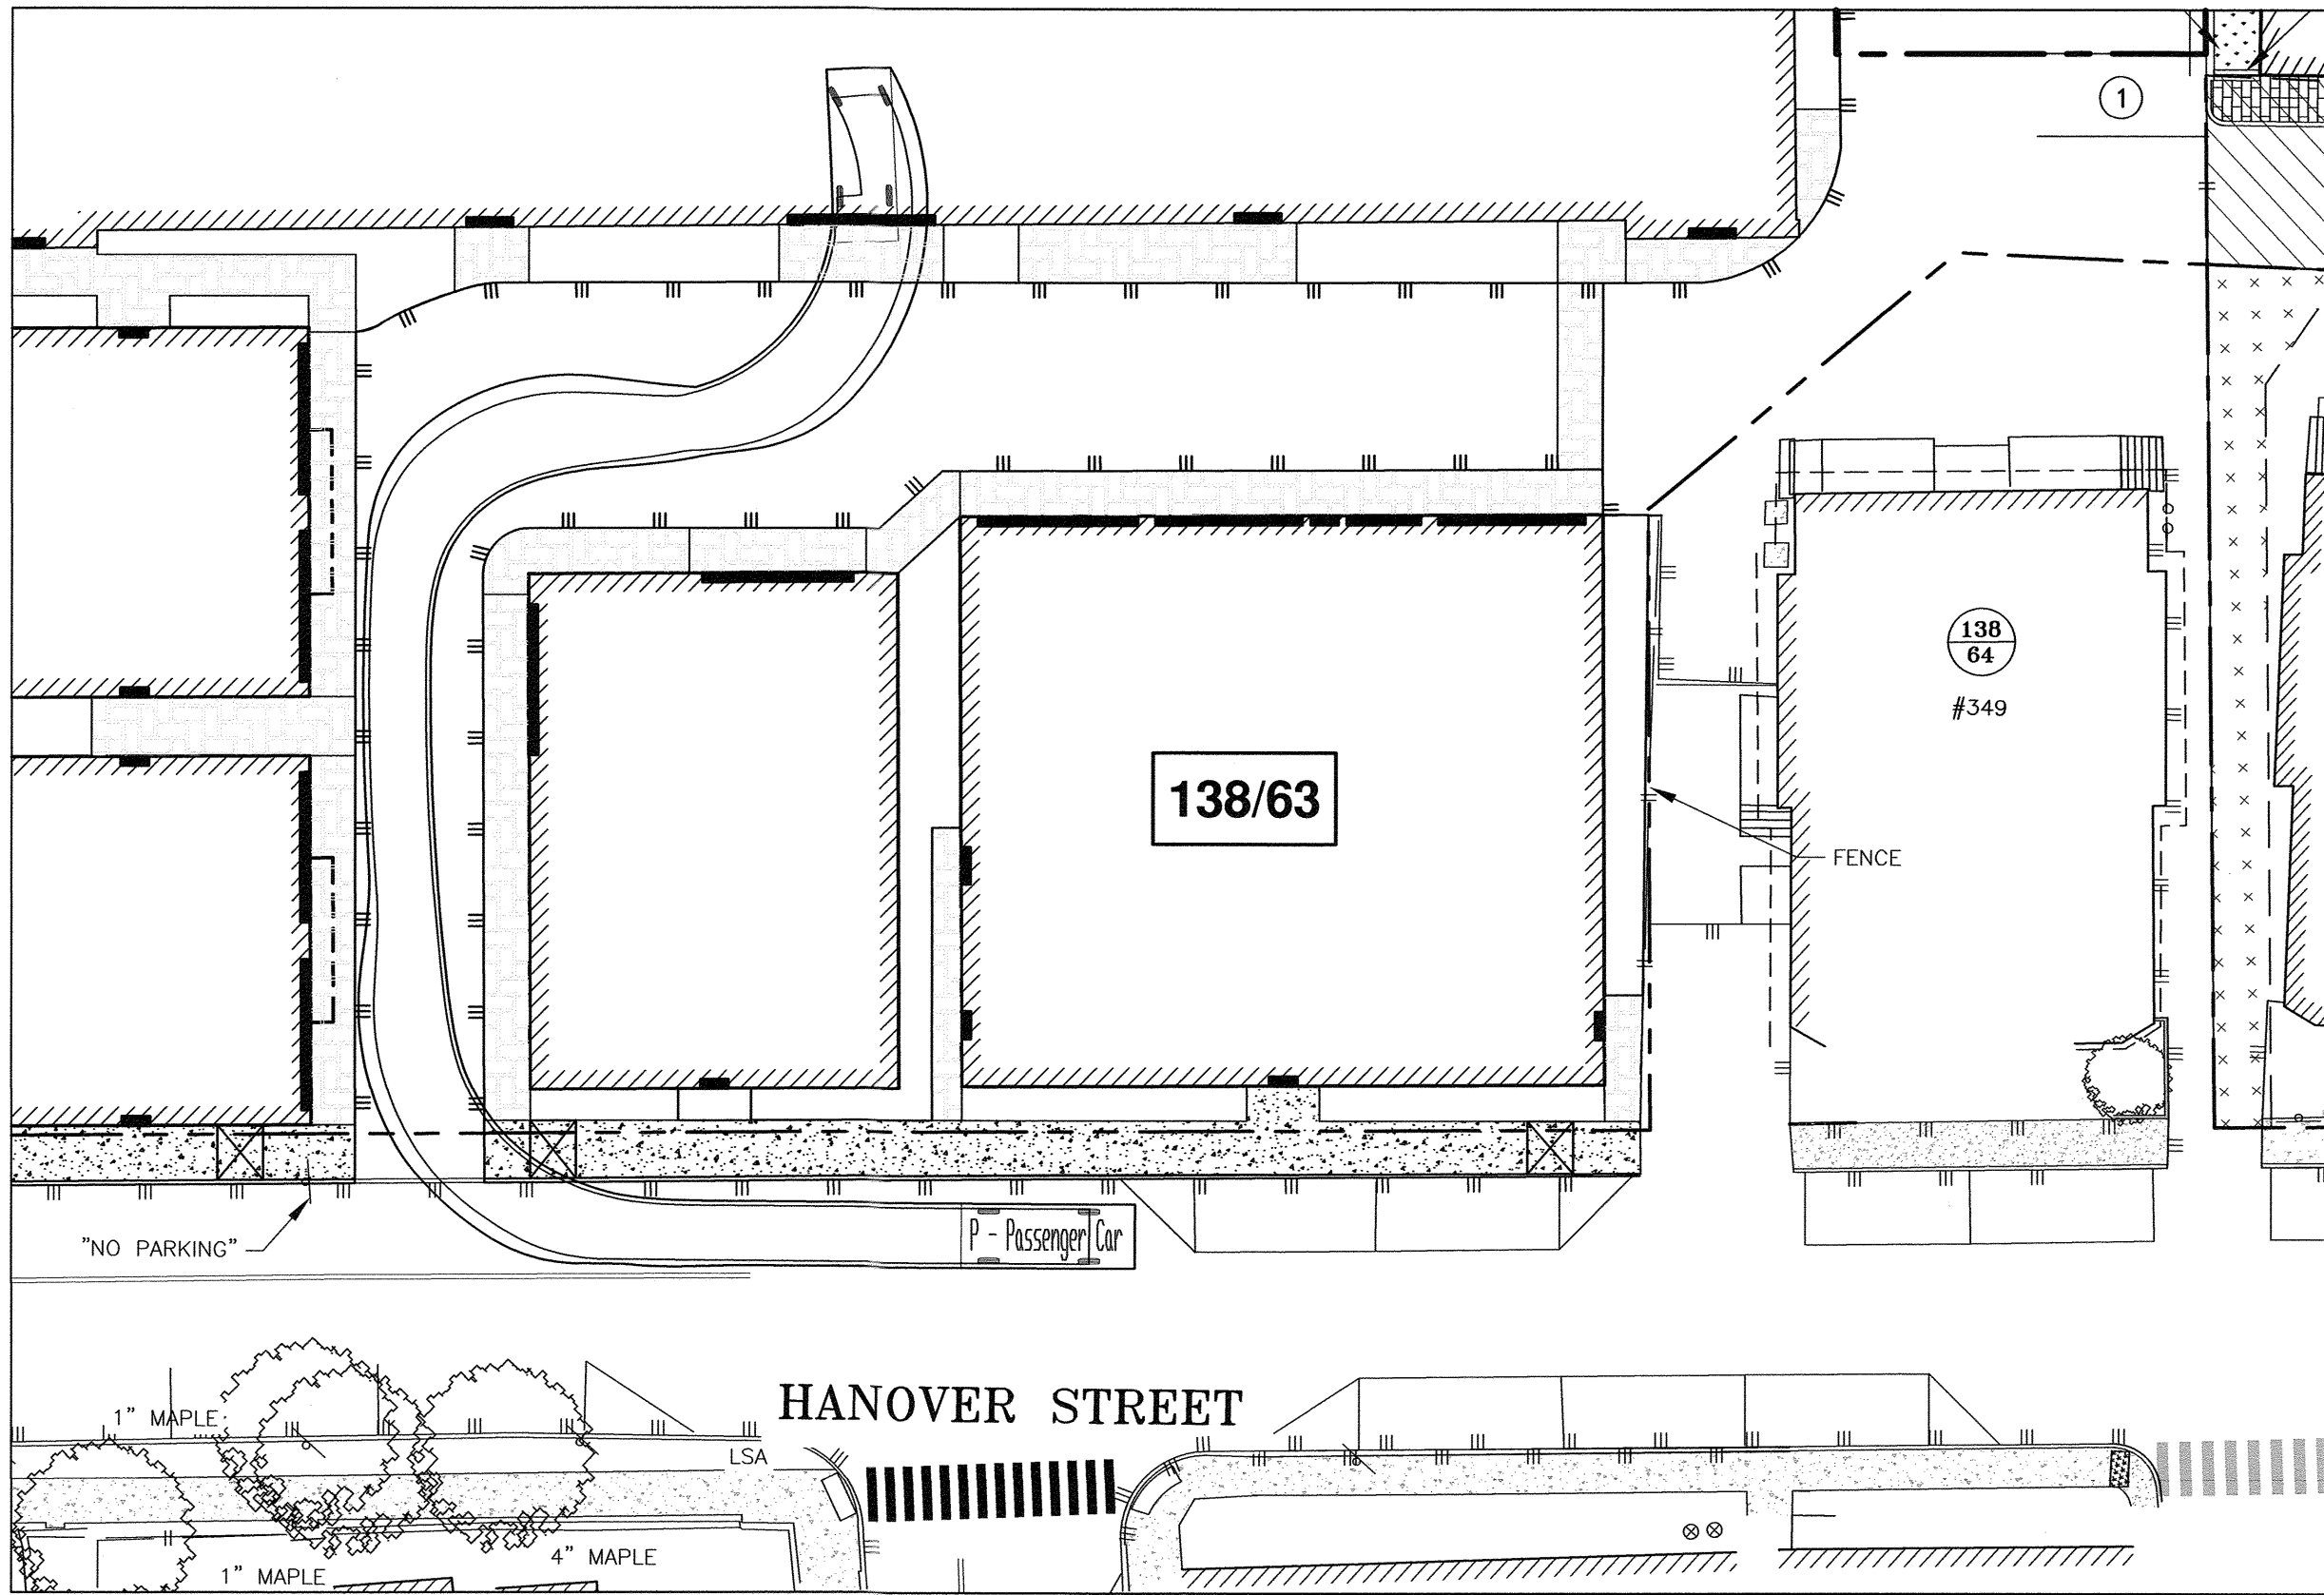 1
138
64
#349
138/63
FENCE
P - Passenger Car
"NO PARKING"
HANOVER STREET
1" MAPLE
LSA
4" MAPLE
1" MAPLE